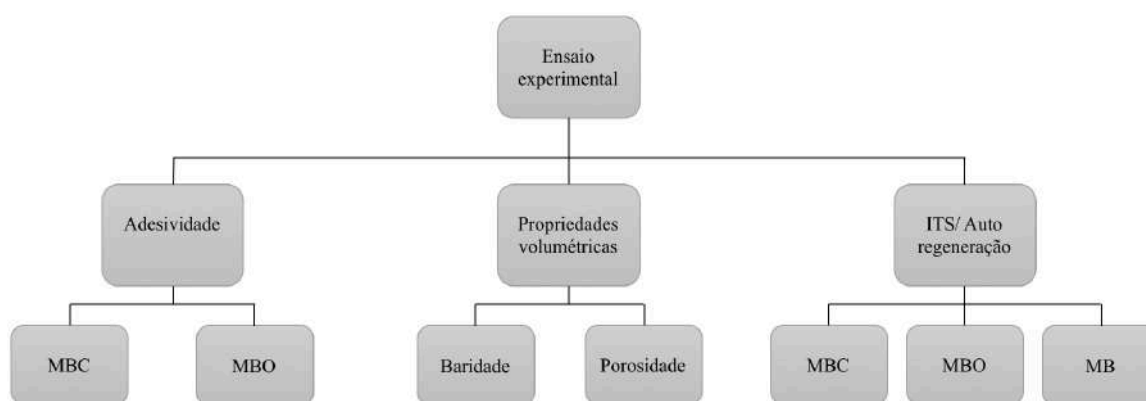 Ensaio
experimental
Adesividade
Propriedades
volumétricas
ITS/ Auto
regeneração
MBC
MBO
Baridade
Porosidade
MBC
MBO
MB